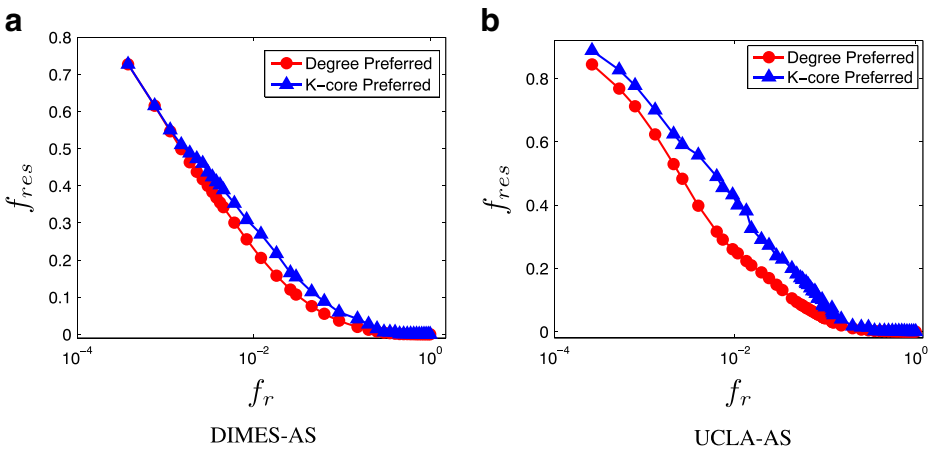 a
0.8
0.7
0.6
0.5
0.4
0.3
0.2
0.1
0
f_res
Degree Preferred
K−core Preferred
10^−4
10^−2
10^0
f_r
DIMES-AS
b
0.8
0.6
0.4
0.2
0
f_res
Degree Preferred
K−core Preferred
10^−4
10^−2
10^0
f_r
UCLA-AS